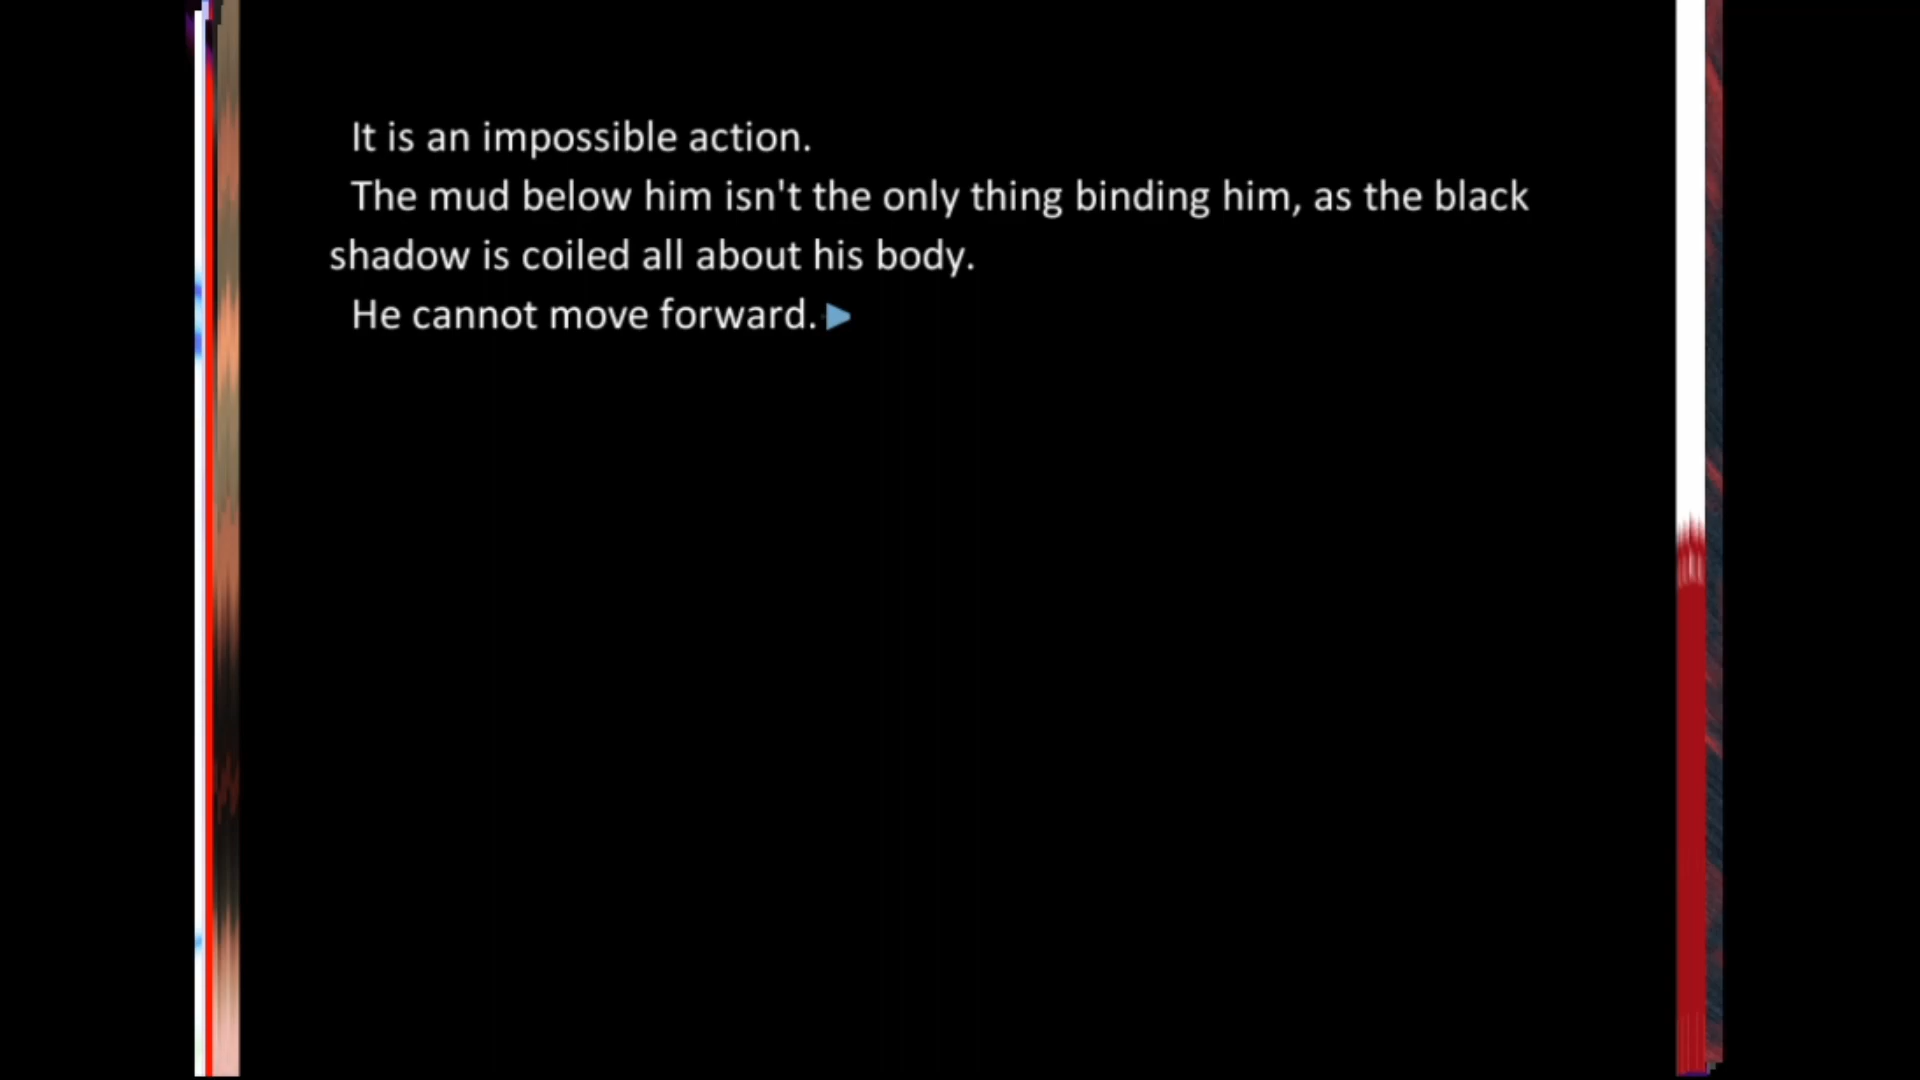 It is an impossible action.
The mud below him isn't the only thing binding him, as the black
shadow is coiled all about his body.
He cannot move forward.